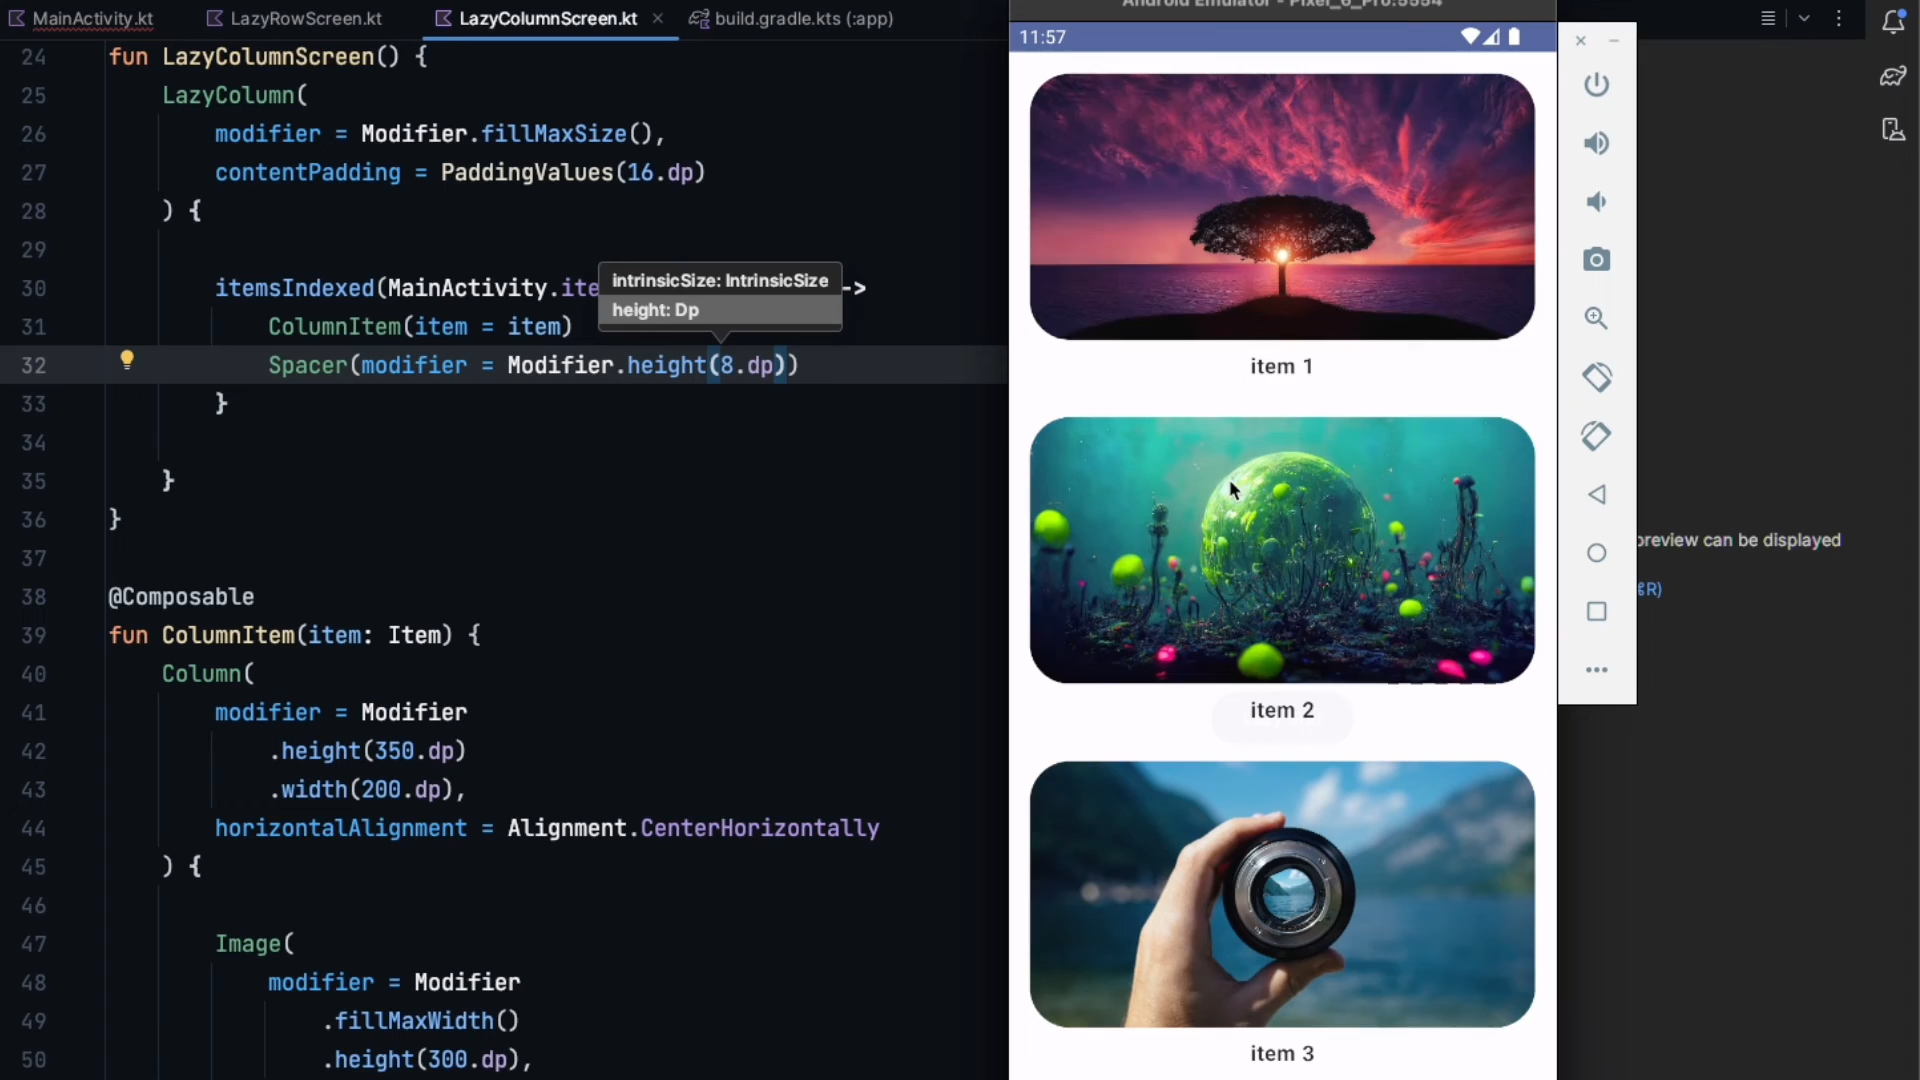 MainActivity.kt
LazyRowScreen.kt
LazyColumnScreen.kt
build.gradle.kts (:app)
24 fun LazyColumnScreen() {
25 LazyColumn(
26 modifier = Modifier.fillMaxSize(),
27 contentPadding = PaddingValues(16.dp)
28 ) {
29
30 itemsIndexed(MainActivity.ite ->
intrinsicSize: IntrinsicSize
height: Dp
31 ColumnItem(item = item)
32 Spacer(modifier = Modifier.height(8.dp))
33 }
34
35 }
36 }
37
38 @Composable
39 fun ColumnItem(item: Item) {
40 Column(
41 modifier = Modifier
42 .height(350.dp)
43 .width(200.dp),
44 horizontalAlignment = Alignment.CenterHorizontally
45 ) {
46
47 Image(
48 modifier = Modifier
49 .fillMaxWidth()
50 .height(300.dp),
Android Emulator - Pixel_6_Pro:5554
11:57
item 1
item 2
item 3
preview can be displayed
⌘R)